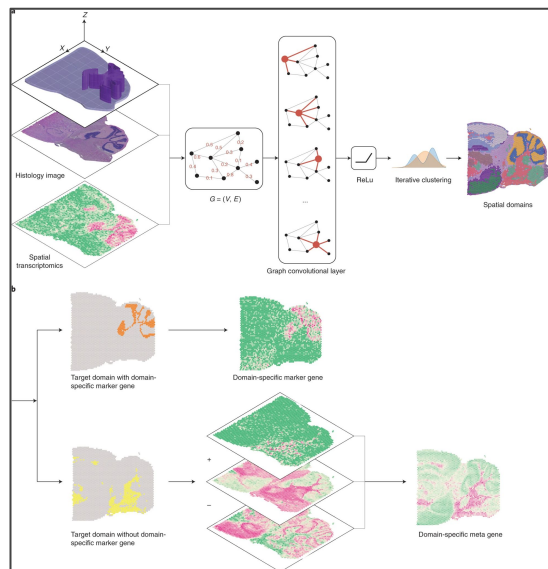 a
Z
X
Y
Histology image
Spatial
transcriptomics
G = (V, E)
...
Graph convolutional layer
ReLu
Iterative clustering
Spatial domains
b
Target domain with domain-
specific marker gene
Domain-specific marker gene
+
−
Target domain without domain-
specific marker gene
Domain-specific meta gene